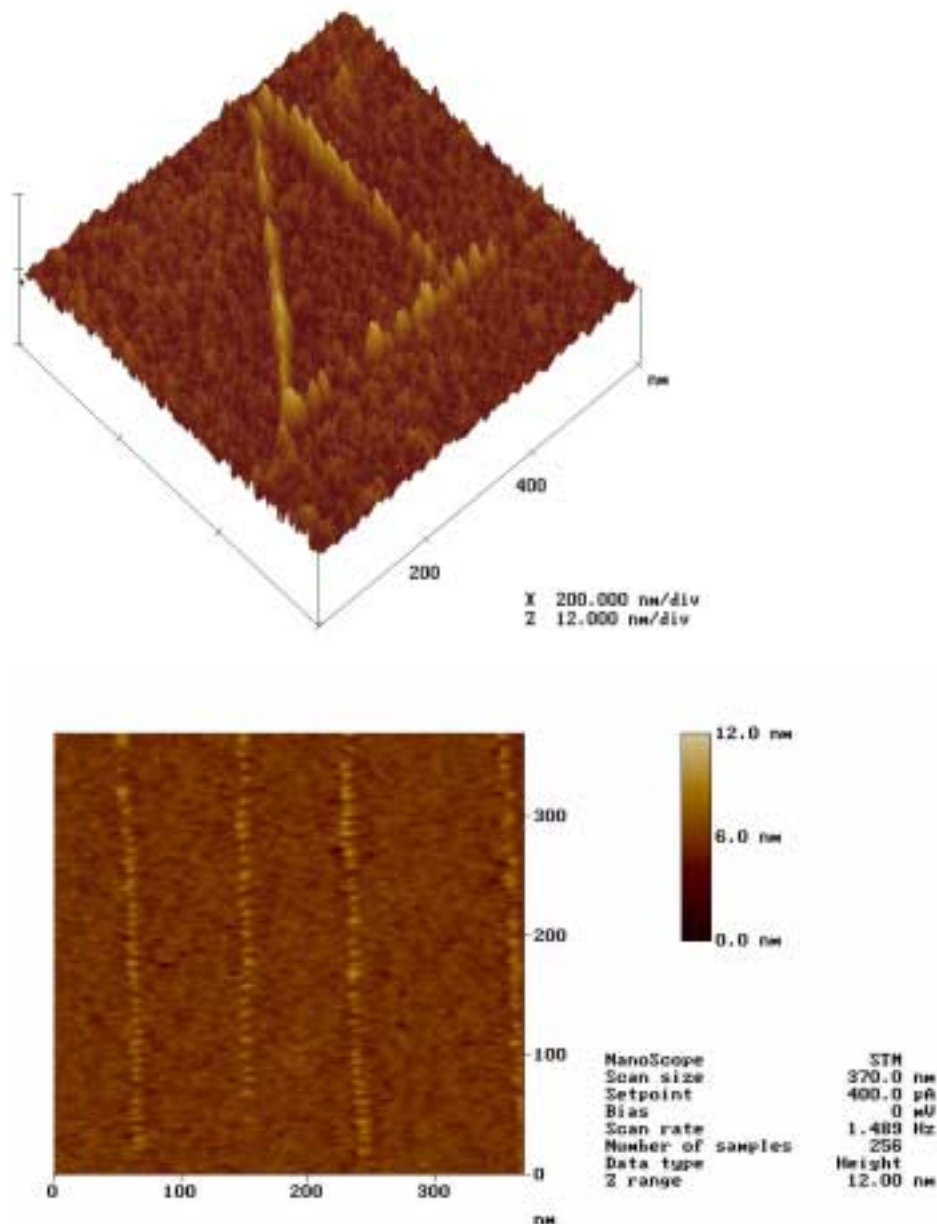 nm
400
200
X 200.000 nm/div
Z 12.000 nm/div
12.0 nm
6.0 nm
0.0 nm
300
200
100
0
0 100 200 300
nm
NanoScope STM
Scan size 370.0 nm
Setpoint 400.0 pA
Bias 0 mV
Scan rate 1.489 Hz
Number of samples 256
Data type Height
Z range 12.00 nm